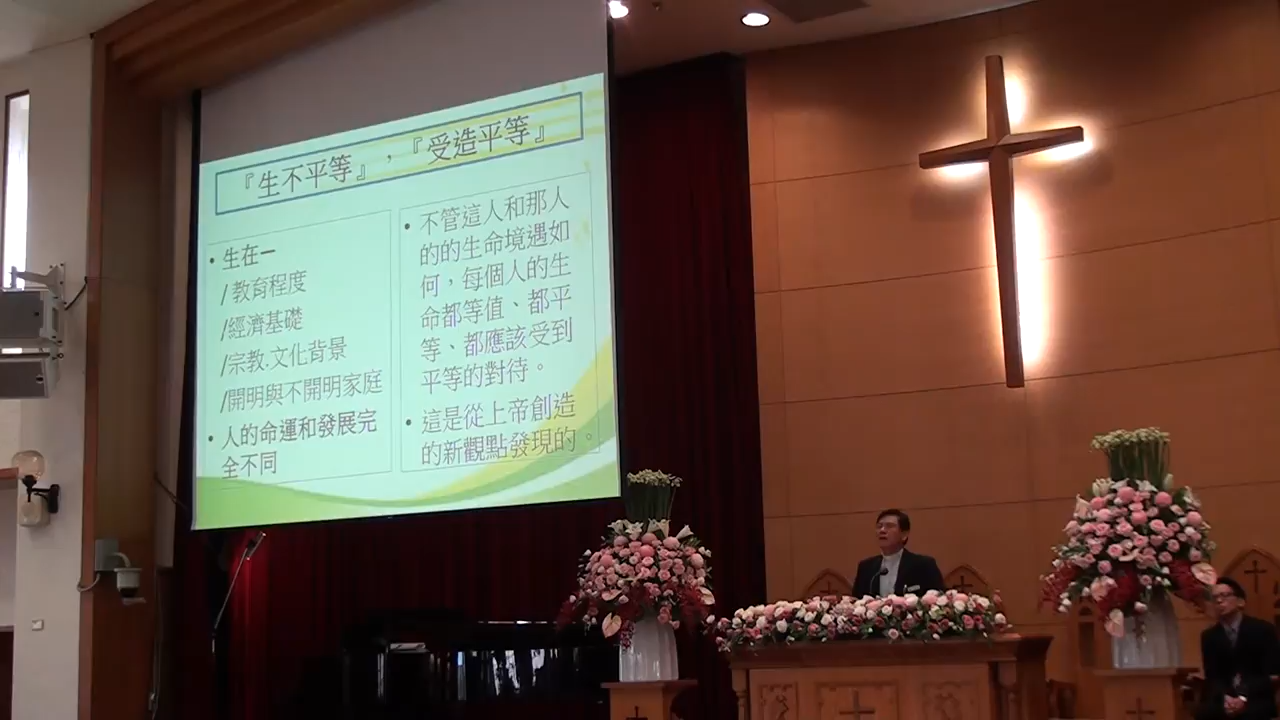 『生不平等』，『受造平等』
• 生在一
/教育程度
/經濟基礎
/宗教.文化背景
/開明與不開明家庭
• 人的命運和發展完
全不同
• 不管這人和那人
的的生命境遇如
何，每個人的生
命都等值、都平
等、都應該受到
平等的對待。
• 這是從上帝創造
的新觀點發現的。